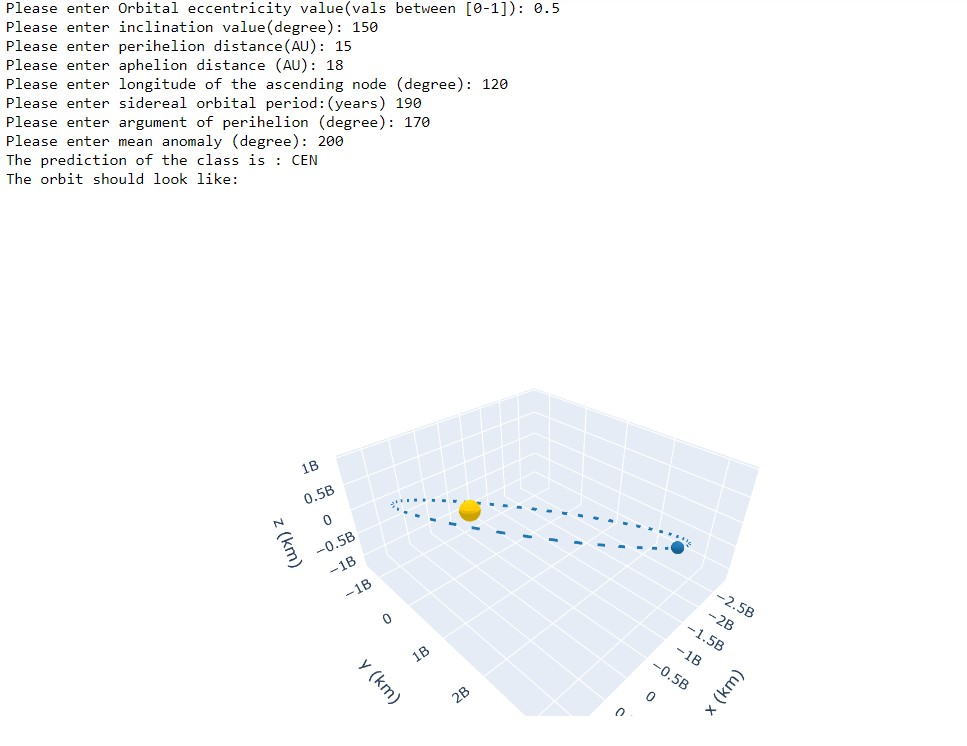 Please enter Orbital eccentricity value(vals between [0-1]): 0.5
Please enter inclination value(degree): 150
Please enter perihelion distance(AU): 15
Please enter aphelion distance (AU): 18
Please enter longitude of the ascending node (degree): 120
Please enter sidereal orbital period:(years) 190
Please enter argument of perihelion (degree): 170
Please enter mean anomaly (degree): 200
The prediction of the class is : CEN
The orbit should look like:
1B
0.5B
0
−0.5B
−1B
z (km)
−1B
0
1B
2B
y (km)
−2.5B
−2B
−1.5B
−1B
−0.5B
0
x (km)